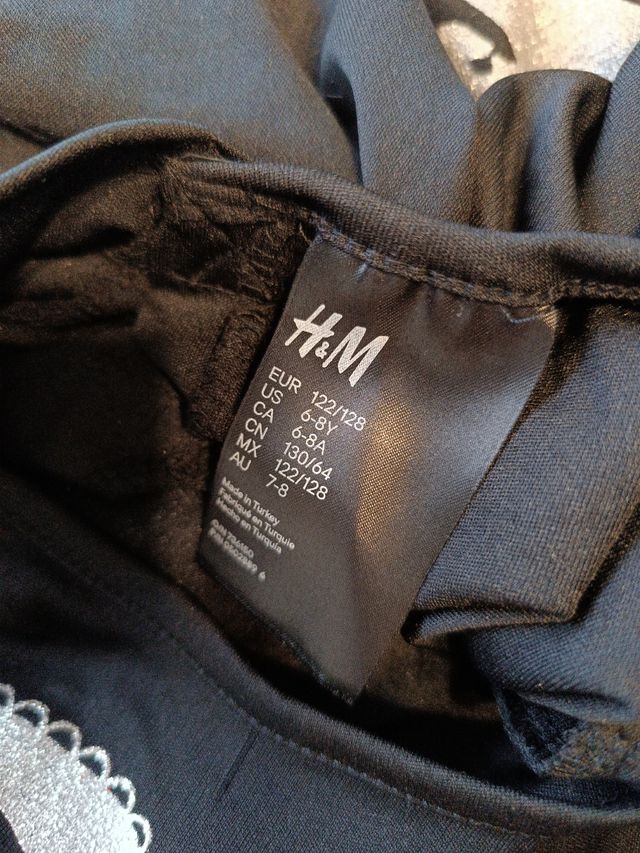 H&M
EUR 122/128
US 6-8Y
CA 6-8A
CN 130/64
MX 122/128
AU 7-8
Made in Turkey
Fabriqué en Turquie
Hecho en Turquía